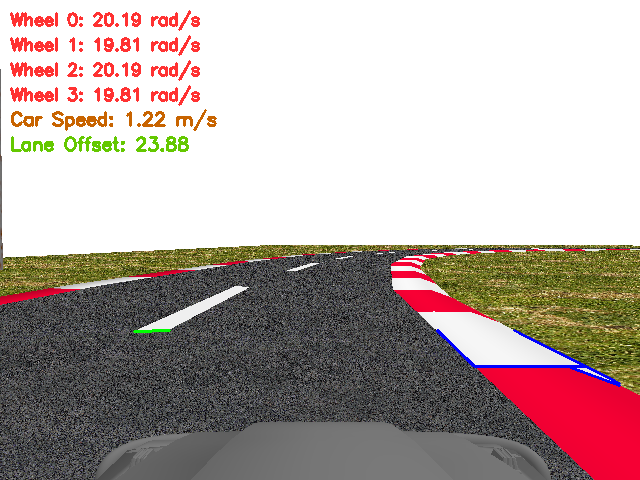 Wheel 0: 20.19 rad/s
Wheel 1: 19.81 rad/s
Wheel 2: 20.19 rad/s
Wheel 3: 19.81 rad/s
Car Speed: 1.22 m/s
Lane Offset: 23.88